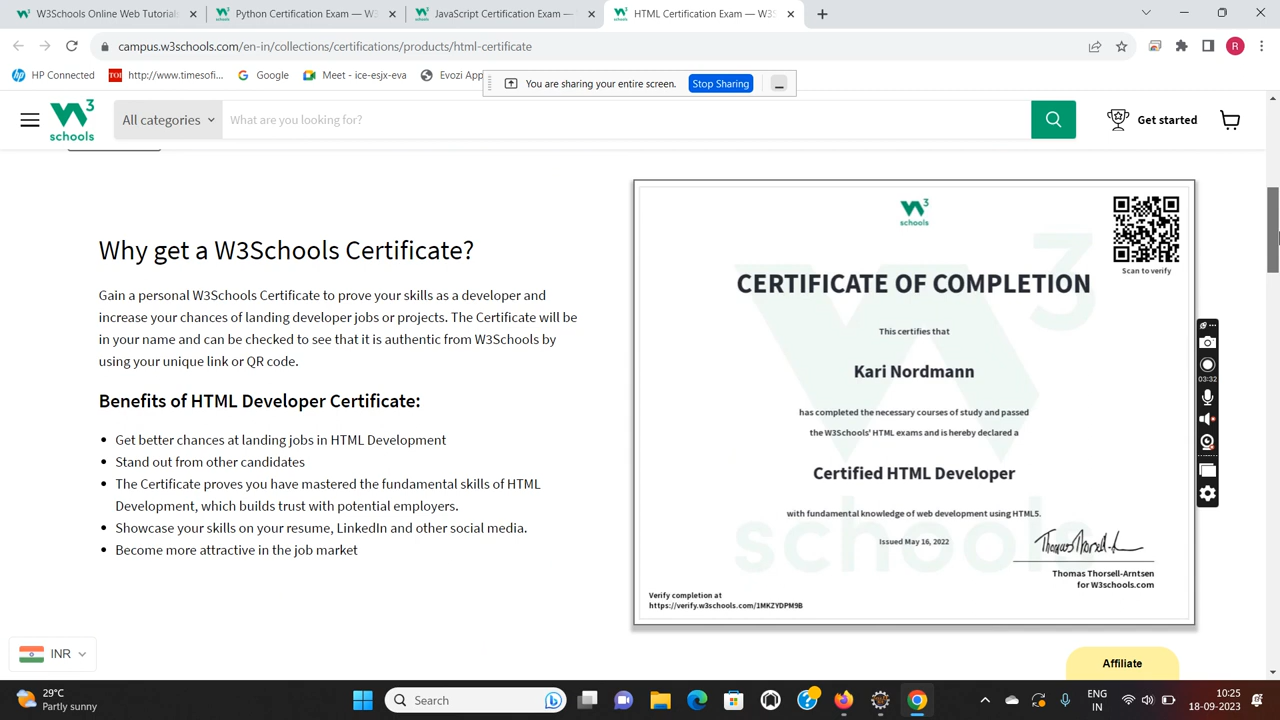 W3Schools Online Web Tutorials
Python Certification Exam — W3S
JavaScript Certification Exam —
HTML Certification Exam — W3S
campus.w3schools.com/en-in/collections/certifications/products/html-certificate
R
HP Connected
http://www.timesofi...
Google
Meet - ice-esjx-eva
Evozi App
You are sharing your entire screen.
Stop Sharing
W3 schools
All categories
What are you looking for?
Get started
Why get a W3Schools Certificate?
Gain a personal W3Schools Certificate to prove your skills as a developer and
increase your chances of landing developer jobs or projects. The Certificate will be
in your name and can be checked to see that it is authentic from W3Schools by
using your unique link or QR code.
Benefits of HTML Developer Certificate:
Get better chances at landing jobs in HTML Development
Stand out from other candidates
The Certificate proves you have mastered the fundamental skills of HTML
Development, which builds trust with potential employers.
Showcase your skills on your resume, LinkedIn and other social media.
Become more attractive in the job market
W3 schools
Scan to verify
CERTIFICATE OF COMPLETION
This certifies that
Kari Nordmann
has completed the necessary courses of study and passed
the W3Schools' HTML exams and is hereby declared a
Certified HTML Developer
with fundamental knowledge of web development using HTML5.
Issued May 16, 2022
Thomas Thorsell-Arntsen
for W3schools.com
Verify completion at
https://verify.w3schools.com/1MKZYDPM9B
03:32
INR
Affiliate
29°C
Partly sunny
Search
ENG
IN
10:25
18-09-2023